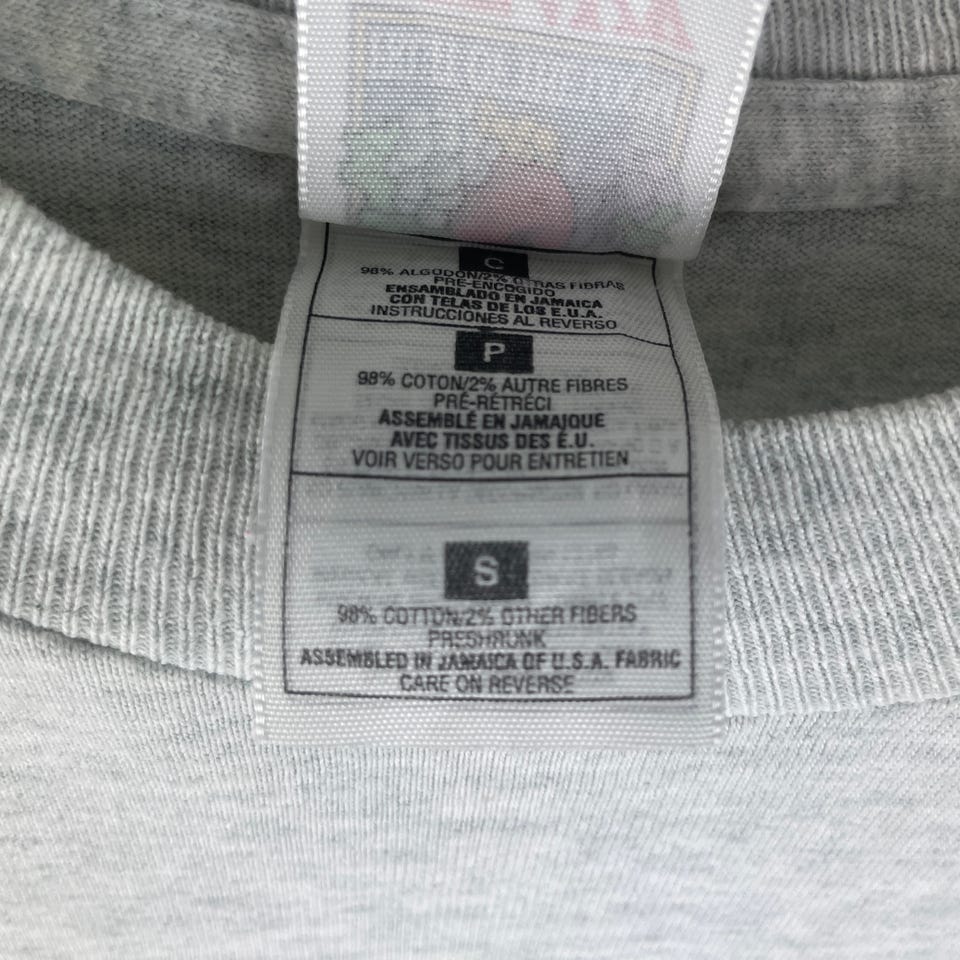 C
98% ALGODON/2% OTRAS FIBRAS
PRE-ENCOGIDO
ENSAMBLADO EN JAMAICA
CON TELAS DE LOS E.U.A.
INSTRUCCIONES AL REVERSO
P
98% COTON/2% AUTRE FIBRES
PRÉ-RÉTRÉCI
ASSEMBLÉ EN JAMAIQUE
AVEC TISSUS DES É.U.
VOIR VERSO POUR ENTRETIEN
S
98% COTTON/2% OTHER FIBERS
PRESHRUNK
ASSEMBLED IN JAMAICA OF U.S.A. FABRIC
CARE ON REVERSE